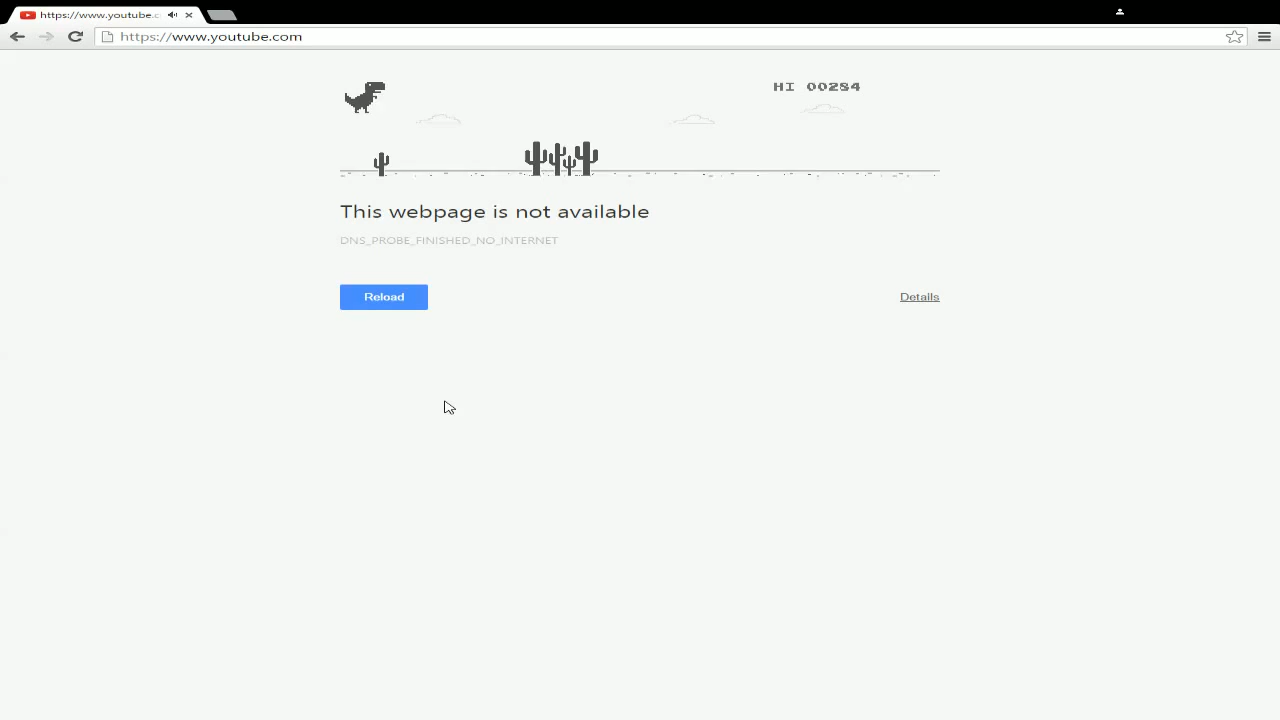 https://www.youtube.c
https://www.youtube.com
HI 00284
This webpage is not available
DNS_PROBE_FINISHED_NO_INTERNET
Reload
Details